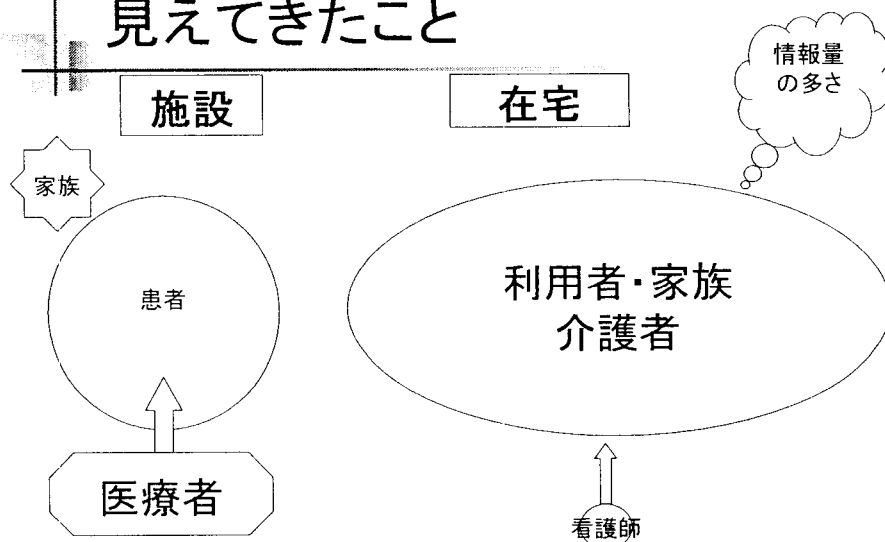 見えてきたこと
施設
在宅
情報量
の多さ
家族
患者
利用者・家族
介護者
医療者
看護師